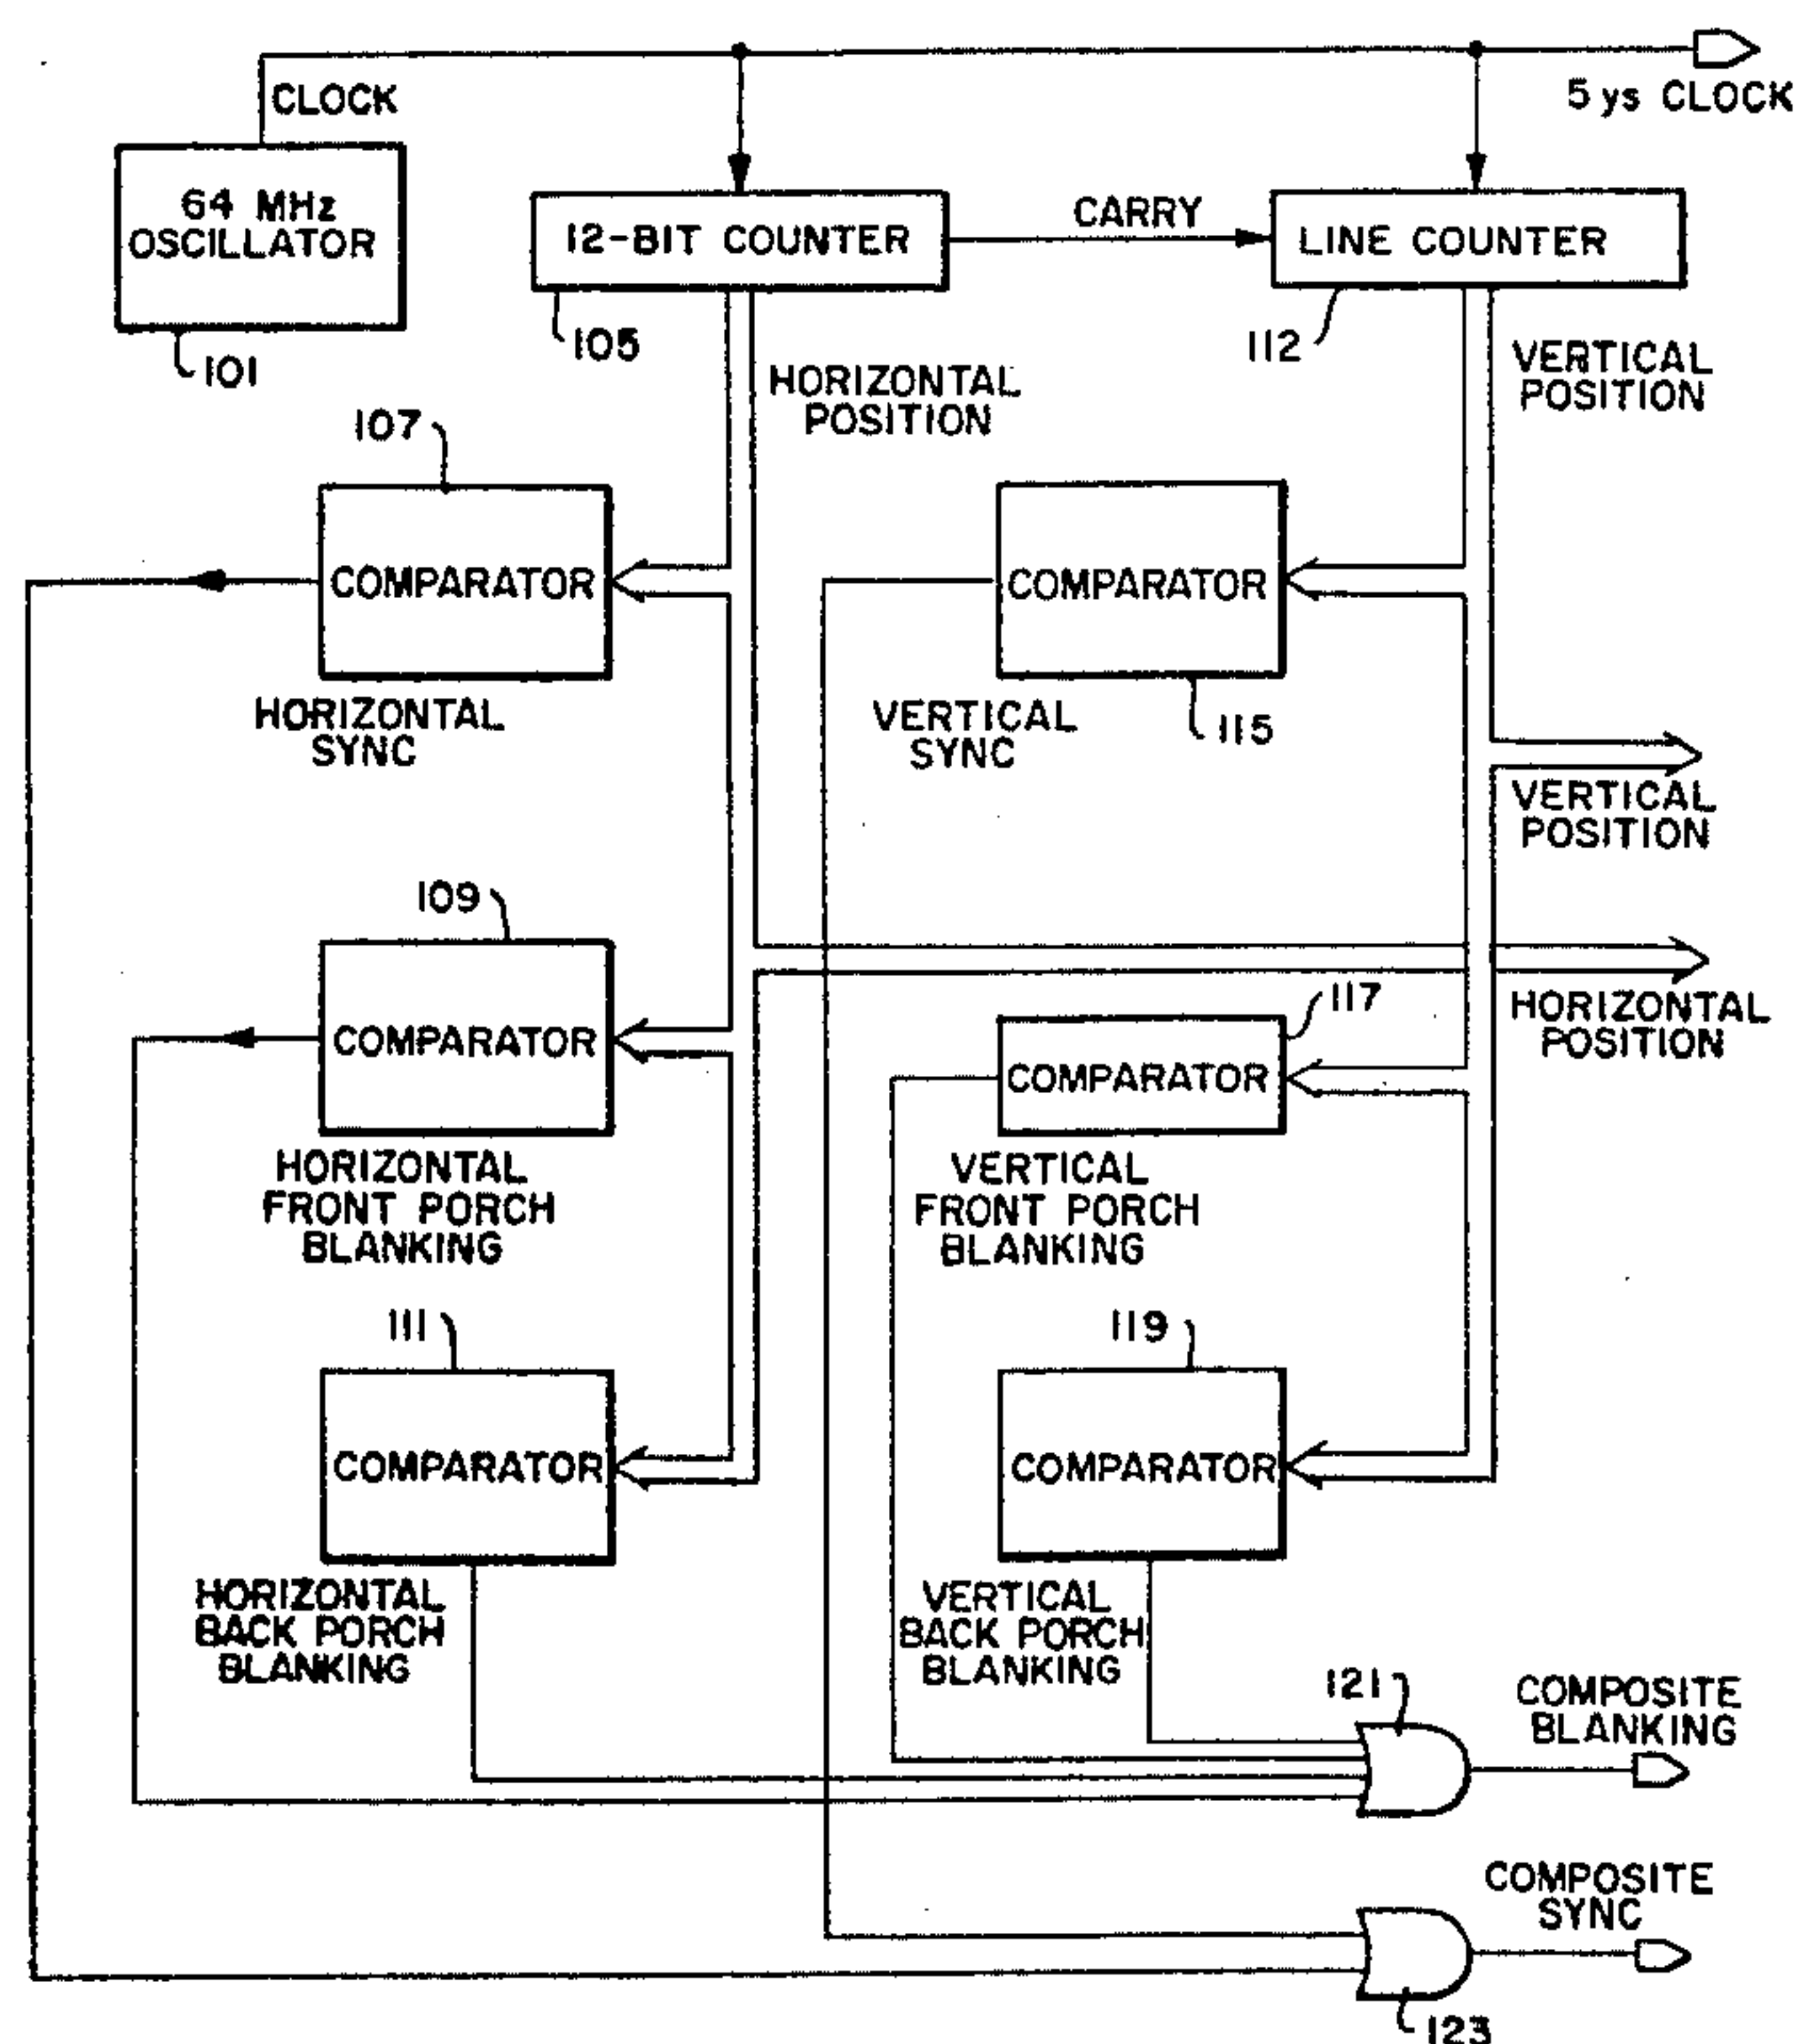 CLOCK
5 ys CLOCK
64 MHz
OSCILLATOR
12-BIT COUNTER
CARRY
LINE COUNTER
101
105
112
HORIZONTAL
POSITION
VERTICAL
POSITION
107
COMPARATOR
COMPARATOR
HORIZONTAL
SYNC
VERTICAL
SYNC
115
VERTICAL
POSITION
109
COMPARATOR
117
COMPARATOR
HORIZONTAL
POSITION
HORIZONTAL
FRONT PORCH
BLANKING
VERTICAL
FRONT PORCH
BLANKING
111
COMPARATOR
119
COMPARATOR
HORIZONTAL
BACK PORCH
BLANKING
VERTICAL
BACK PORCH
BLANKING
121
COMPOSITE
BLANKING
COMPOSITE
SYNC
123